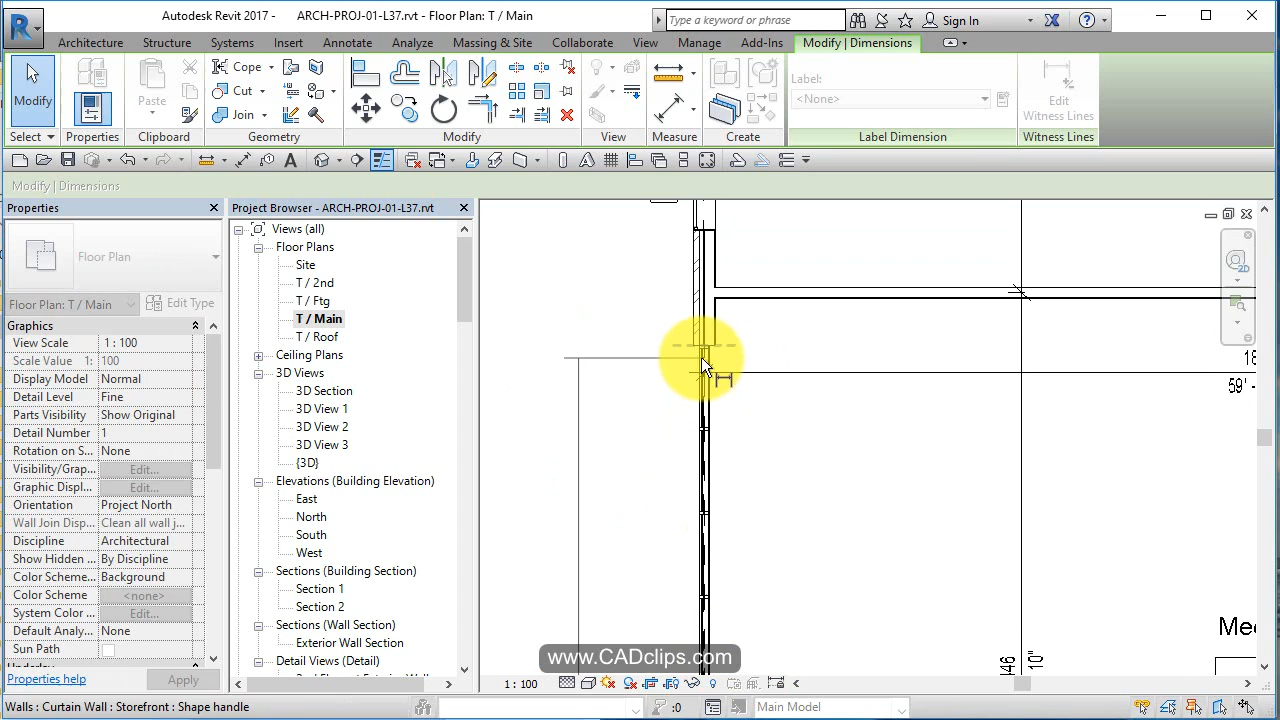 Autodesk Revit 2017 - ARCH-PROJ-01-L37.rvt - Floor Plan: T / Main
Type a keyword or phrase
Sign In
Architecture Structure Systems Insert Annotate Analyze Massing & Site Collaborate View Manage Add-Ins Modify | Dimensions
Modify Paste Cope Cut Join Label: <None> Edit Witness Lines
Select Properties Clipboard Geometry Modify View Measure Create Label Dimension Witness Lines
Modify | Dimensions
Properties
Floor Plan
Floor Plan: T / Main Edit Type
Graphics
View Scale 1 : 100
Scale Value 1: 100
Display Model Normal
Detail Level Fine
Parts Visibility Show Original
Detail Number 1
Rotation on S... None
Visibility/Grap... Edit...
Graphic Displ... Edit...
Orientation Project North
Wall Join Disp... Clean all wall j...
Discipline Architectural
Show Hidden ... By Discipline
Color Scheme... Background
Color Scheme <none>
System Color ... Edit...
Default Analy... None
Sun Path
Underlay
Properties help Apply
Project Browser - ARCH-PROJ-01-L37.rvt
Views (all)
Floor Plans
Site
T / 2nd
T / Ftg
T / Main
T / Roof
Ceiling Plans
3D Views
3D Section
3D View 1
3D View 2
3D View 3
{3D}
Elevations (Building Elevation)
East
North
South
West
Sections (Building Section)
Section 1
Section 2
Sections (Wall Section)
Exterior Wall Section
Detail Views (Detail)
2D
18
59' -
Mec
146
10"
www.CADclips.com
1 : 100
Walls : Curtain Wall : Storefront : Shape handle
:0
Main Model